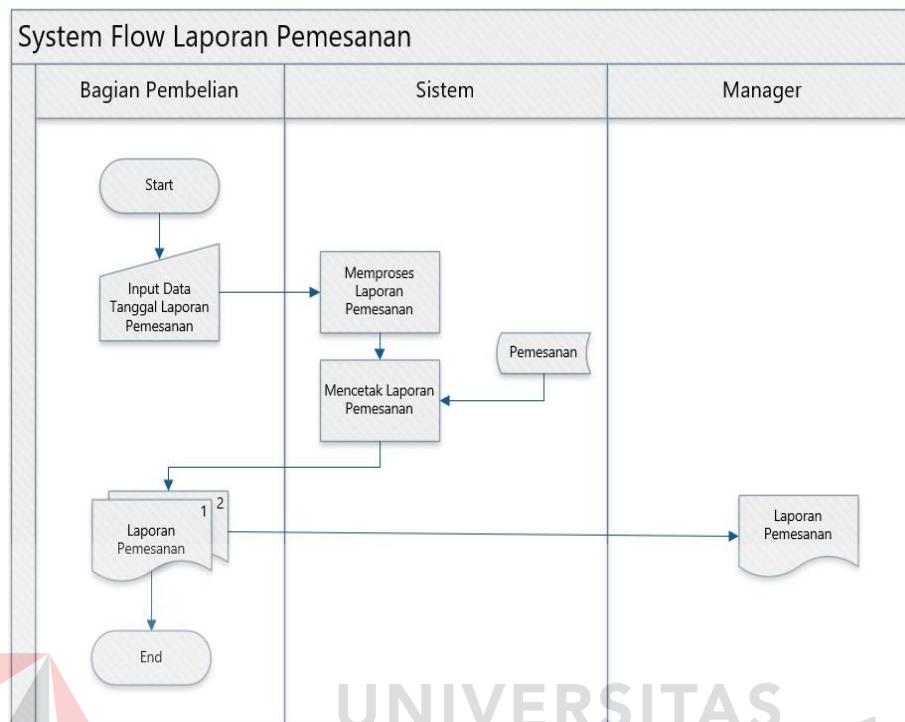 System Flow Laporan Pemesanan
Bagian Pembelian
Sistem
Manager
Start
Input Data
Tanggal Laporan
Pemesanan
Memproses
Laporan
Pemesanan
Pemesanan
Mencetak Laporan
Pemesanan
1
2
Laporan
Pemesanan
Laporan
Pemesanan
End
UNIVERSITAS